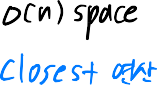 O(n) space
Closest 연산